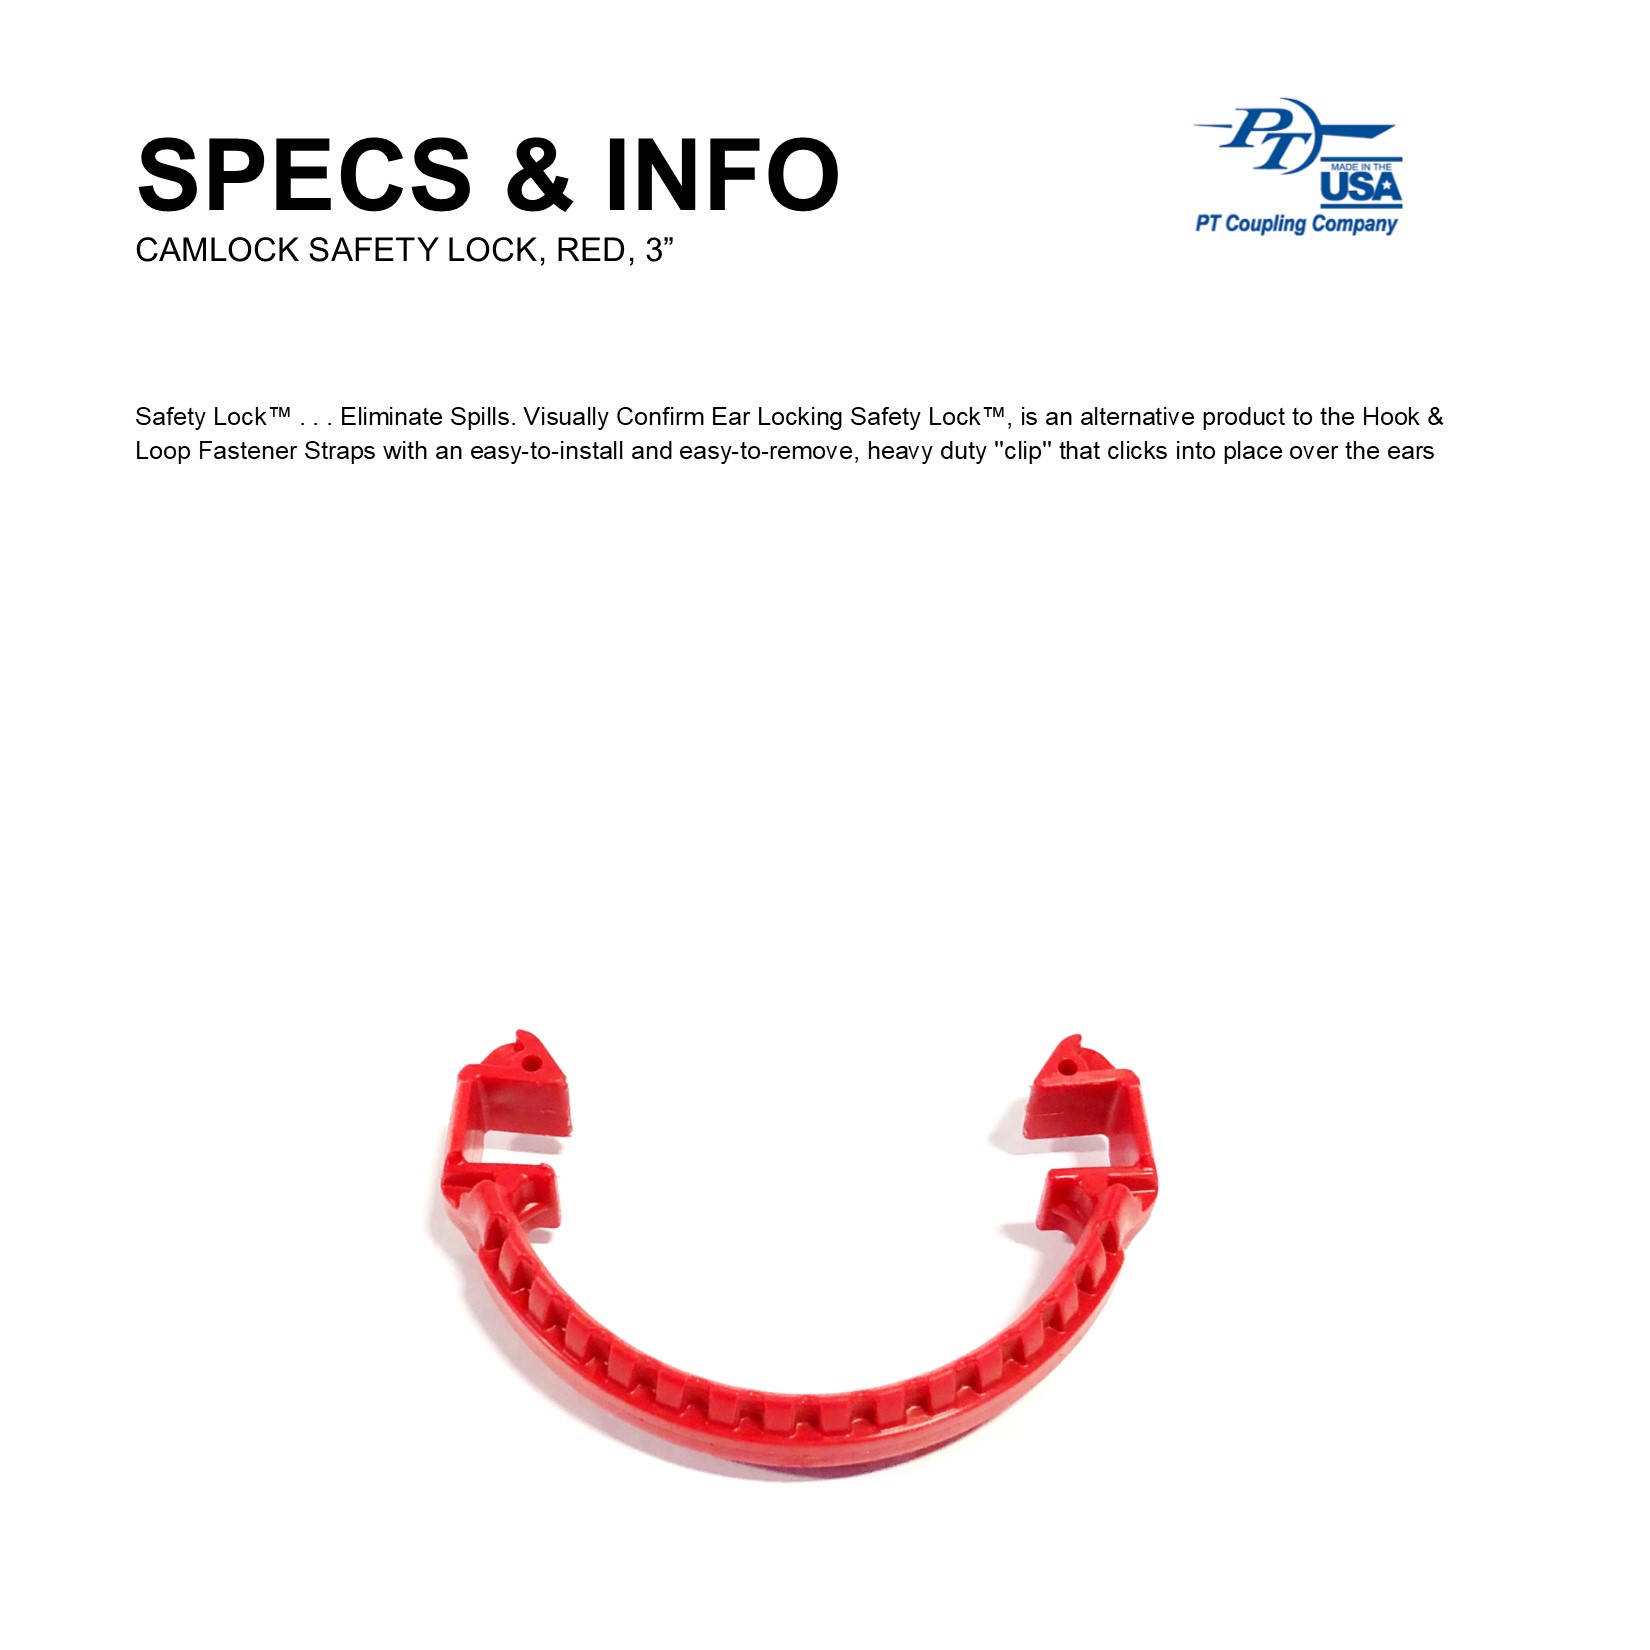 SPECS & INFO
CAMLOCK SAFETY LOCK, RED, 3”
PT
MADE IN THE
USA
PT Coupling Company
Safety Lock™ . . . Eliminate Spills. Visually Confirm Ear Locking Safety Lock™, is an alternative product to the Hook &
Loop Fastener Straps with an easy-to-install and easy-to-remove, heavy duty "clip" that clicks into place over the ears